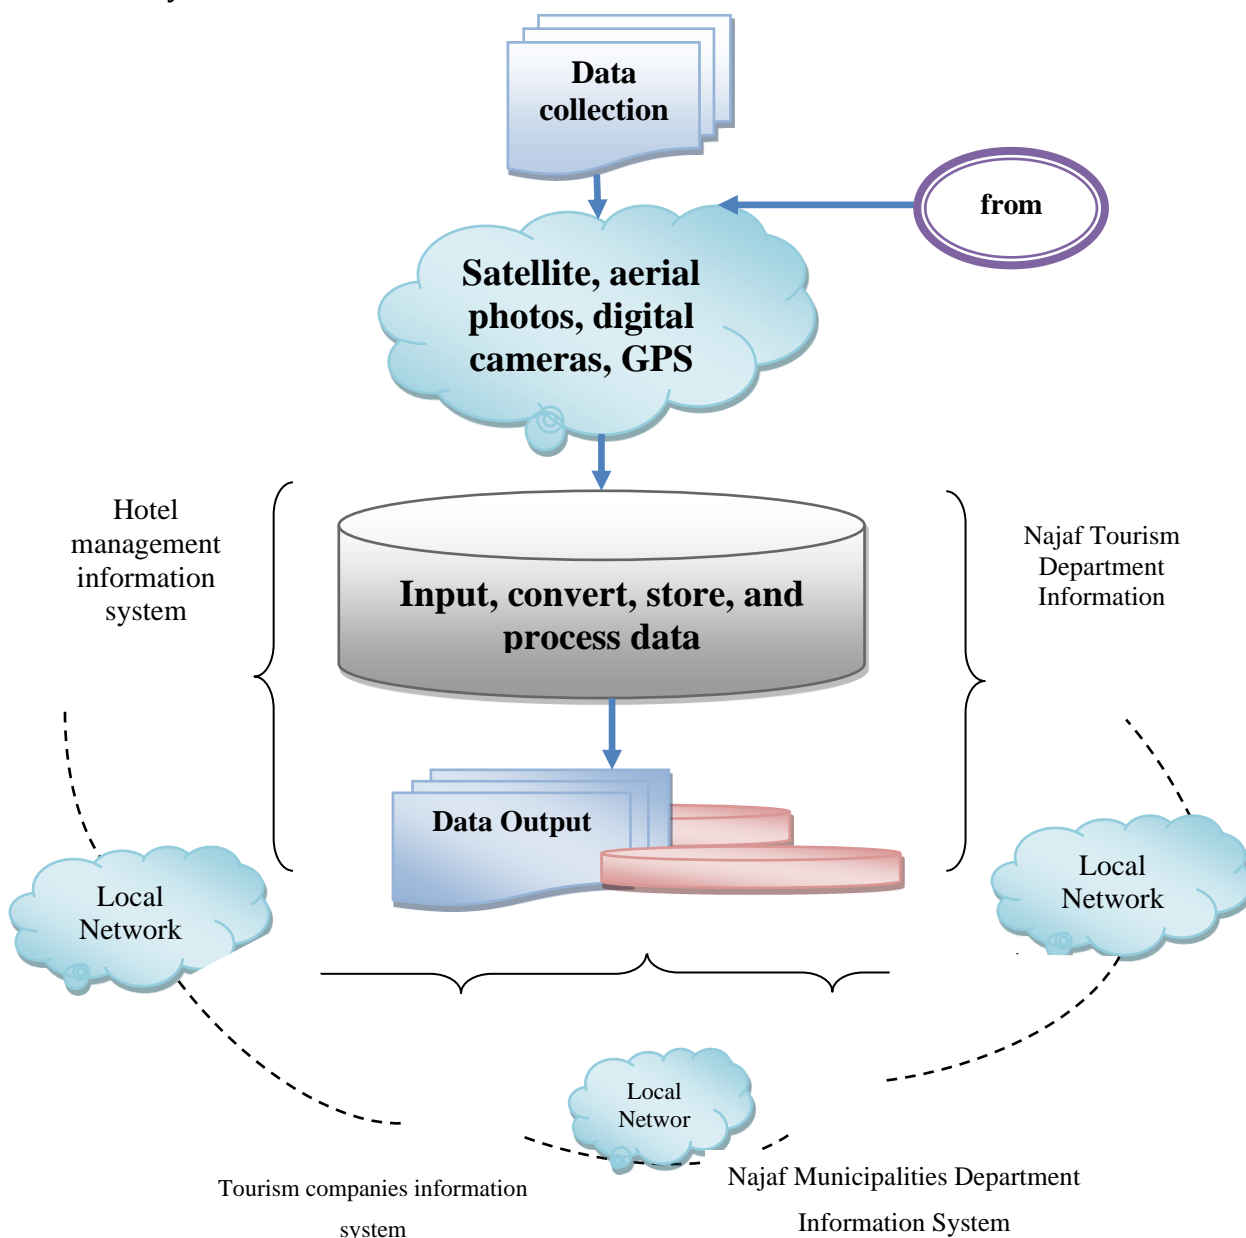 Data
collection
from
Satellite, aerial
photos, digital
cameras, GPS
Hotel
management
information
system
Najaf Tourism
Department
Information
Input, convert, store, and
process data
Data Output
Local
Network
Local
Network
Local
Networ
Tourism companies information
system
Najaf Municipalities Department
Information System